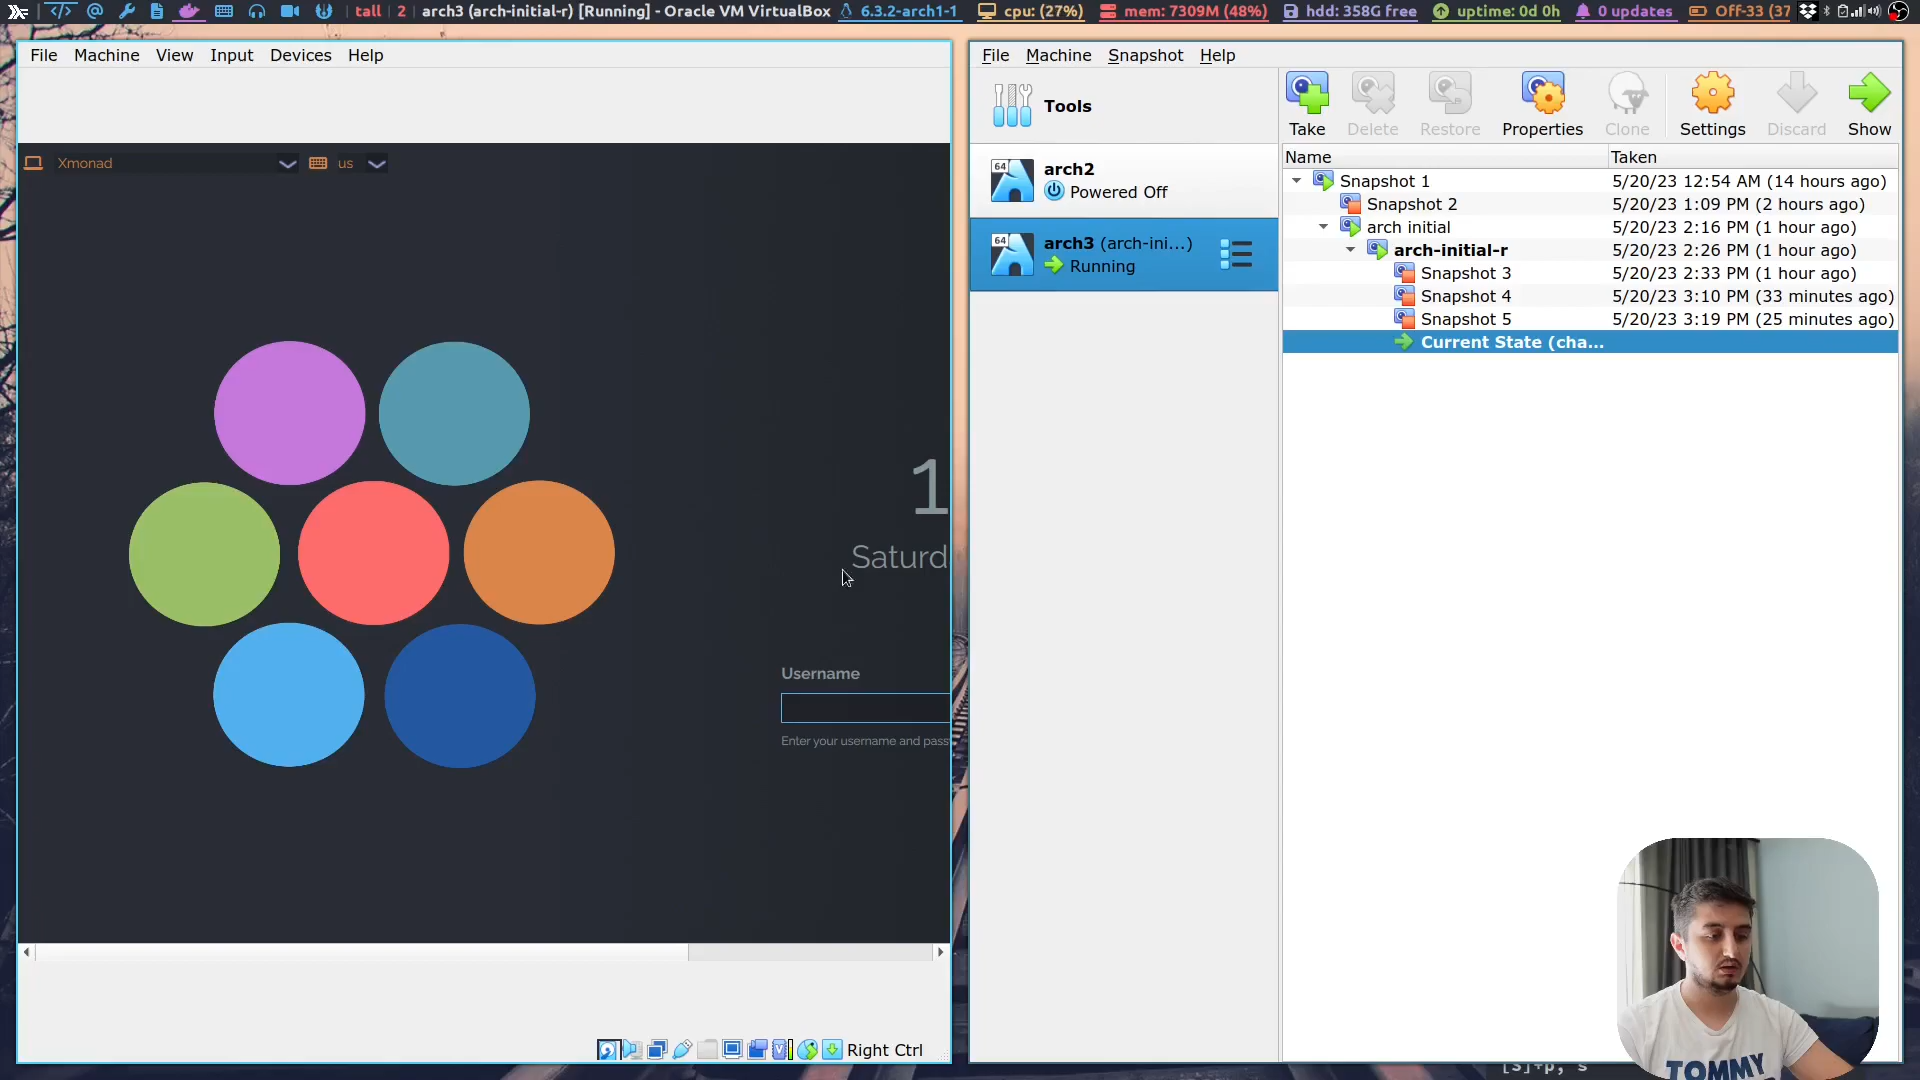 tall 2 arch3 (arch-initial-r) [Running] - Oracle VM VirtualBox 6.3.2-arch1-1 cpu: (27%) mem: 7309M (48%) hdd: 358G free uptime: 0d 0h 0 updates Off-33 (37
File Machine View Input Devices Help
Xmonad us
1
Saturd
Username
Enter your username and pass
Right Ctrl
File Machine Snapshot Help
Tools
64 arch2
Powered Off
64 arch3 (arch-ini...)
Running
Take Delete Restore Properties Clone Settings Discard Show
Name Taken
Snapshot 1 5/20/23 12:54 AM (14 hours ago)
Snapshot 2 5/20/23 1:09 PM (2 hours ago)
arch initial 5/20/23 2:16 PM (1 hour ago)
arch-initial-r 5/20/23 2:26 PM (1 hour ago)
Snapshot 3 5/20/23 2:33 PM (1 hour ago)
Snapshot 4 5/20/23 3:10 PM (33 minutes ago)
Snapshot 5 5/20/23 3:19 PM (25 minutes ago)
Current State (cha...
TOMMY